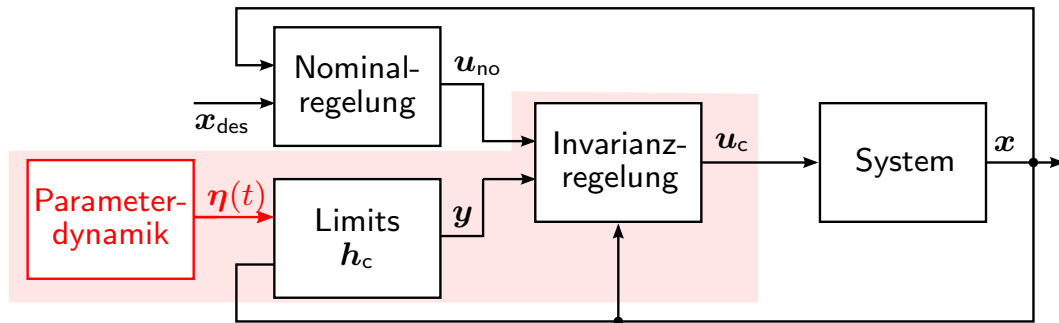 Nominal-
regelung
u_no
x_des
Invarianz-
regelung
u_c
System
x
Parameter-
dynamik
η(t)
Limits
h_c
y